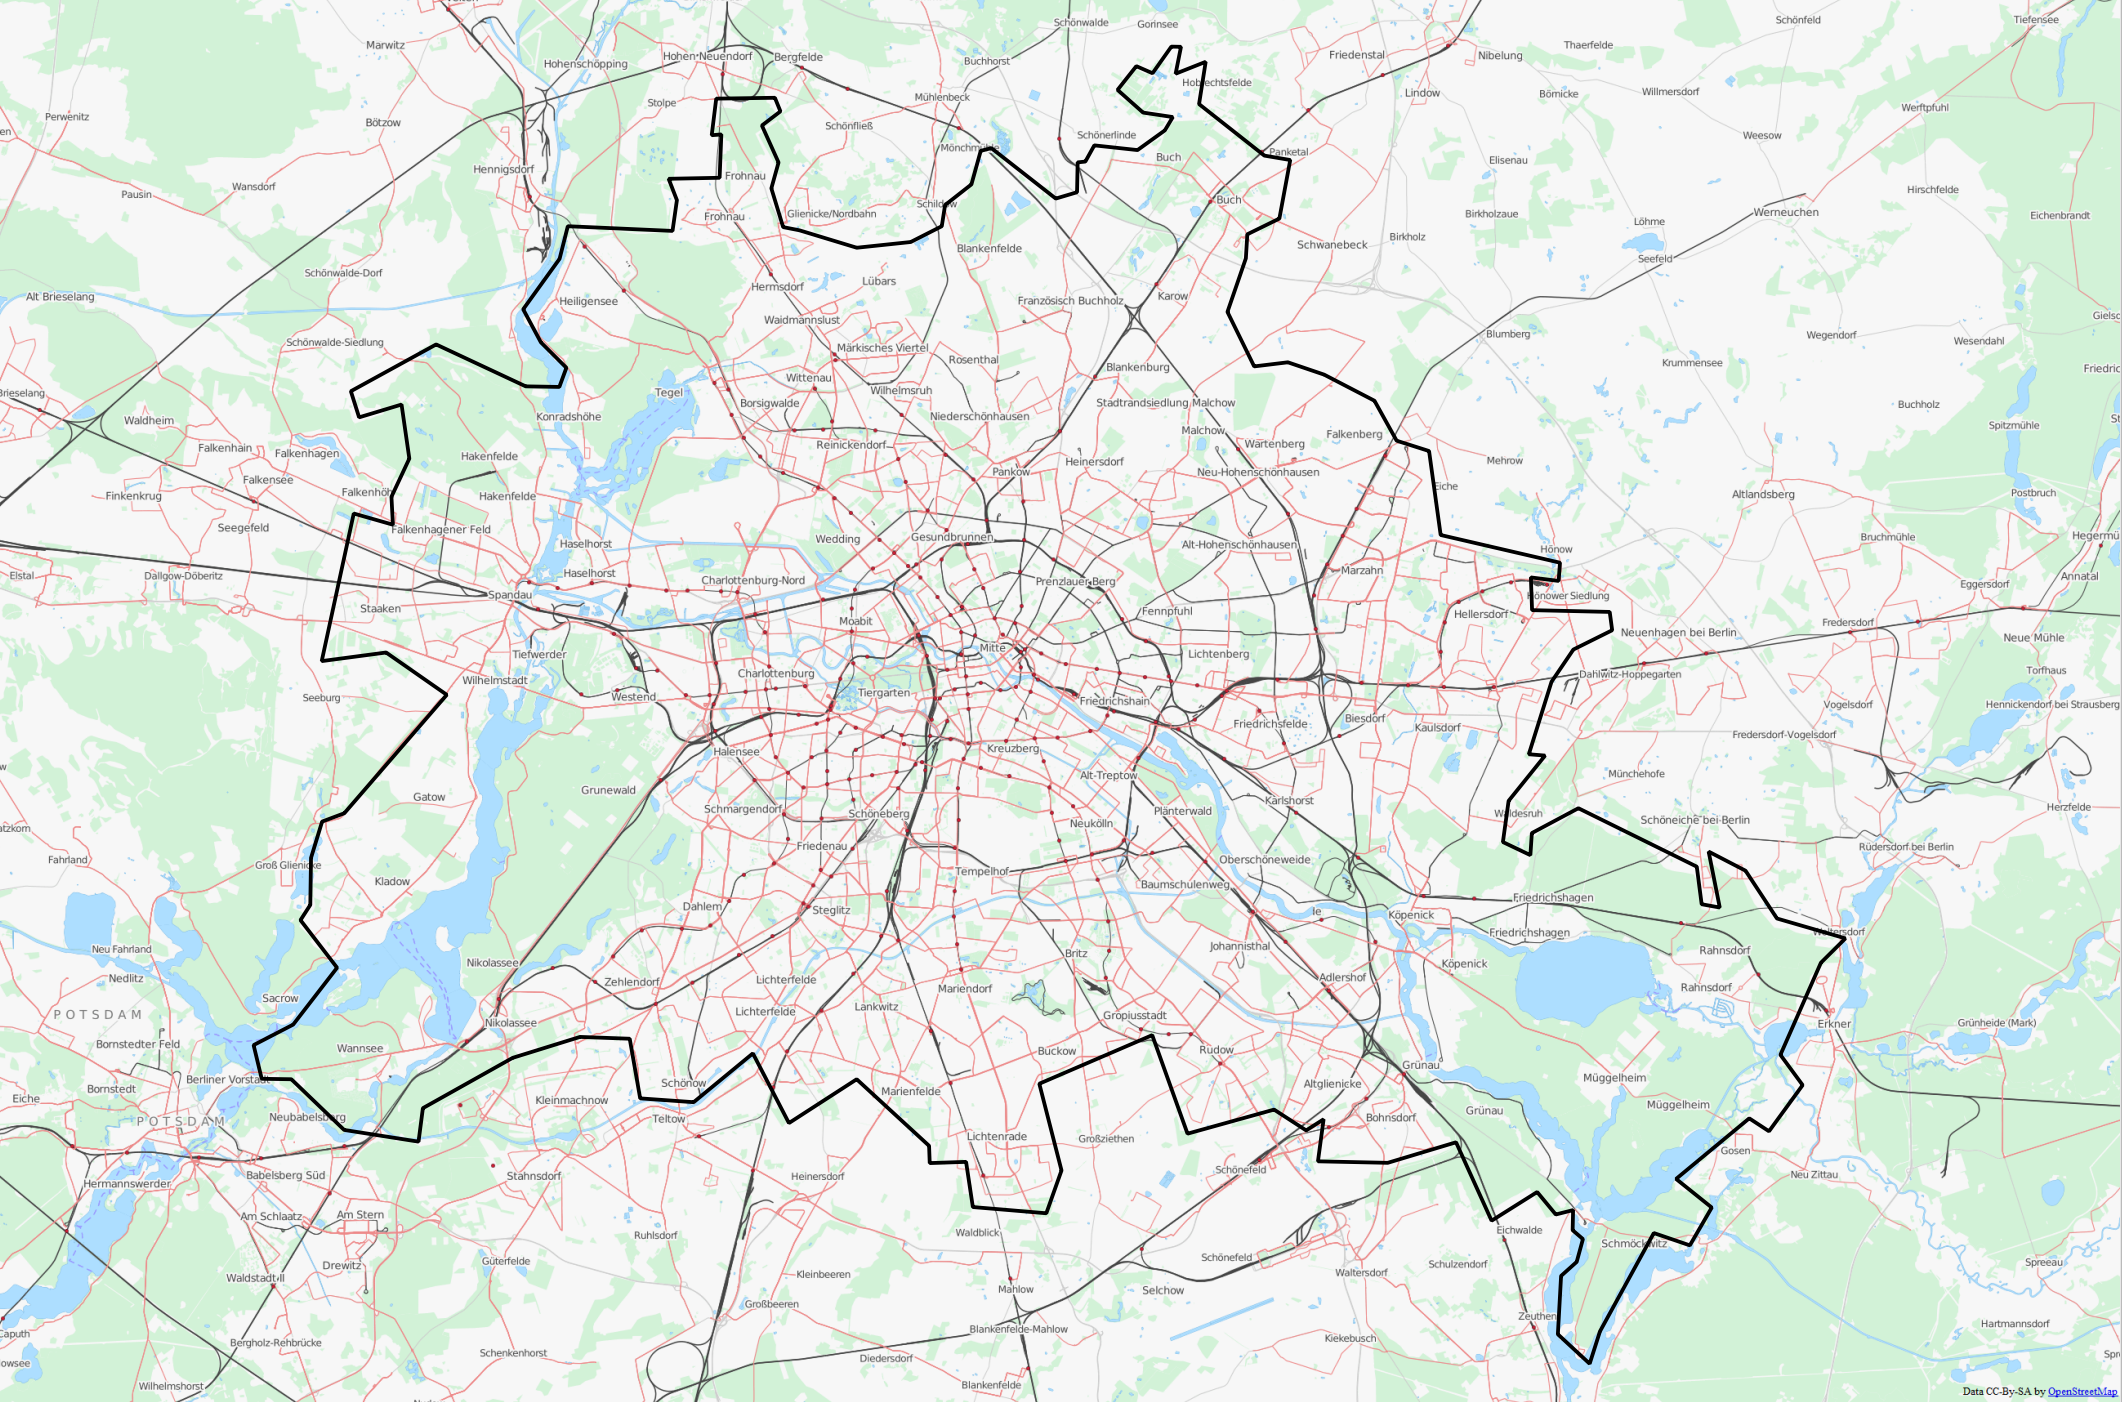 Schönwalde
Gorinsee
Schönfeld
Tiefensee
Marwitz
Hohen Neuendorf
Bergfelde
Hohenschöpping
Buchhorst
Friedenstal
Thaerfelde
Nibelung
Hobrechtsfelde
Stolpe
Mühlenbeck
Lindow
Börnicke
Willmersdorf
Perwenitz
Bötzow
Schönfließ
Werftpfuhl
Schönerlinde
Weesow
Mönchmühle
Panketal
Buch
Elisenau
Hennigsdorf
Frohnau
Wansdorf
Hirschfelde
Pausin
Buch
Schildow
Glienicke/Nordbahn
Frohnau
Birkholzaue
Werneuchen
Eichenbrandt
Löhme
Birkholz
Schwanebeck
Blankenfelde
Seefeld
Schönwalde-Dorf
Lübars
Hermsdorf
Alt Brieselang
Karow
Heiligensee
Französisch Buchholz
Waidmannslust
Blumberg
Wegendorf
Schönwalde-Siedlung
Wesendahl
Märkisches Viertel
Rosenthal
Krummensee
Blankenburg
Wittenau
Tegel
Wilhelmsruh
Borsigwalde
Stadtrandsiedlung Malchow
Buchholz
Waldheim
Konradshöhe
Niederschönhausen
Spitzmühle
Malchow
Falkenberg
Falkenhain
Reinickendorf
Wartenberg
Falkenhagen
Hakenfelde
Heinersdorf
Mehrow
Pankow
Neu-Hohenschönhausen
Falkensee
Eiche
Finkenkrug
Hakenfelde
Altlandsberg
Postbruch
Seegefeld
Falkenhagener Feld
Bruchmühle
Wedding
Gesundbrunnen
Haselhorst
Alt-Hohenschönhausen
Hönow
Elstal
Dallgow-Döberitz
Haselhorst
Charlottenburg-Nord
Prenzlauer Berg
Marzahn
Eggersdorf
Annatal
Spandau
Hönower Siedlung
Staaken
Fennpfuhl
Hellersdorf
Moabit
Fredersdorf
Neuenhagen bei Berlin
Neue Mühle
Mitte
Tiefwerder
Lichtenberg
Torfhaus
Charlottenburg
Dahlwitz-Hoppegarten
Wilhelmstadt
Seeburg
Westend
Tiergarten
Friedrichshain
Vogelsdorf
Hennickendorf bei Strausberg
Friedrichsfelde
Biesdorf
Kaulsdorf
Fredersdorf-Vogelsdorf
Halensee
Kreuzberg
Alt-Treptow
Münchehofe
Grunewald
Gatow
Karlshorst
Herzfelde
Schmargendorf
Schöneberg
Plänterwald
Waldesruh
Neukölln
Schöneiche bei Berlin
Friedenau
Rüdersdorf bei Berlin
Fahrland
Groß Glienicke
Oberschöneweide
Tempelhof
Kladow
Baumschulenweg
Friedrichshagen
Dahlem
Steglitz
Köpenick
Woltersdorf
Friedrichshagen
Neu Fahrland
Johannisthal
Rahnsdorf
Britz
Nikolassee
Köpenick
Nedlitz
Zehlendorf
Lichterfelde
Adlershof
Rahnsdorf
Mariendorf
Sacrow
Lankwitz
Lichterfelde
POTSDAM
Gropiusstadt
Nikolassee
Erkner
Grünheide (Mark)
Bornstedter Feld
Wannsee
Buckow
Rudow
Grünau
Berliner Vorstadt
Müggelheim
Bornstedt
Schönow
Marienfelde
Altglienicke
Eiche
Kleinmachnow
Müggelheim
Grünau
Neubabelsberg
Teltow
Bohnsdorf
POTSDAM
Lichtenrade
Großziethen
Gosen
Babelsberg Süd
Stahnsdorf
Heinersdorf
Schönefeld
Neu Zittau
Hermannswerder
Am Schlaatz
Am Stern
Ruhlsdorf
Waldblick
Eichwalde
Schmöckwitz
Güterfelde
Schönefeld
Drewitz
Schulzendorf
Spreeau
Waldstadt II
Kleinbeeren
Waltersdorf
Mahlow
Selchow
Großbeeren
Zeuthen
Hartmannsdorf
Blankenfelde-Mahlow
Caputh
Bergholz-Rehbrücke
Kiekebusch
Schenkenhorst
Diedersdorf
Wilhelmshorst
Blankenfelde
Data CC-By-SA by OpenStreetMap